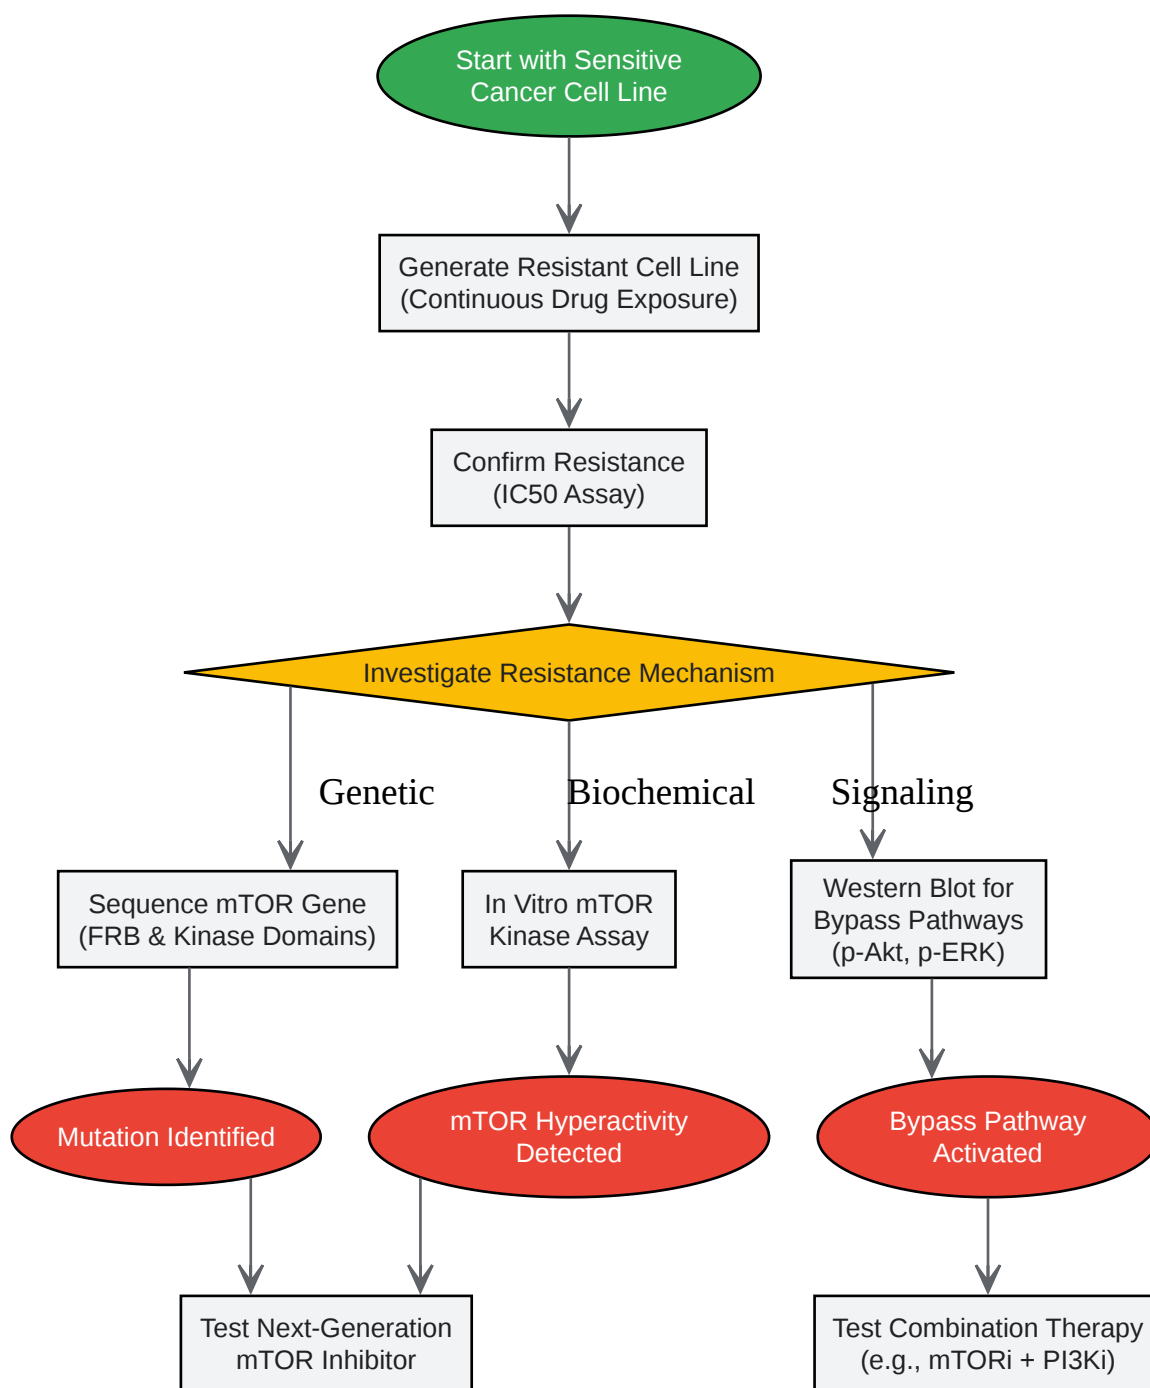 Start with Sensitive
Cancer Cell Line
Generate Resistant Cell Line
(Continuous Drug Exposure)
Confirm Resistance
(IC50 Assay)
Investigate Resistance Mechanism
Genetic
Biochemical
Signaling
Sequence mTOR Gene
(FRB & Kinase Domains)
In Vitro mTOR
Kinase Assay
Western Blot for
Bypass Pathways
(p-Akt, p-ERK)
Mutation Identified
mTOR Hyperactivity
Detected
Bypass Pathway
Activated
Test Next-Generation
mTOR Inhibitor
Test Combination Therapy
(e.g., mTORi + PI3Ki)